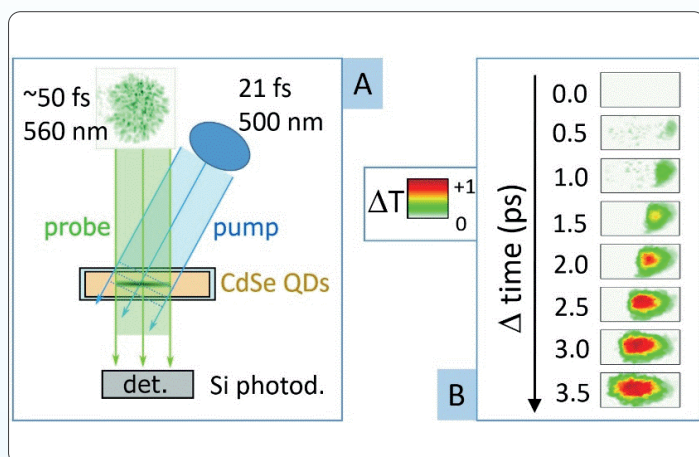 A
~50 fs
560 nm
21 fs
500 nm
probe
pump
CdSe QDs
det.
Si photod.
ΔT
+1
0
B
Δ time (ps)
0.0
0.5
1.0
1.5
2.0
2.5
3.0
3.5